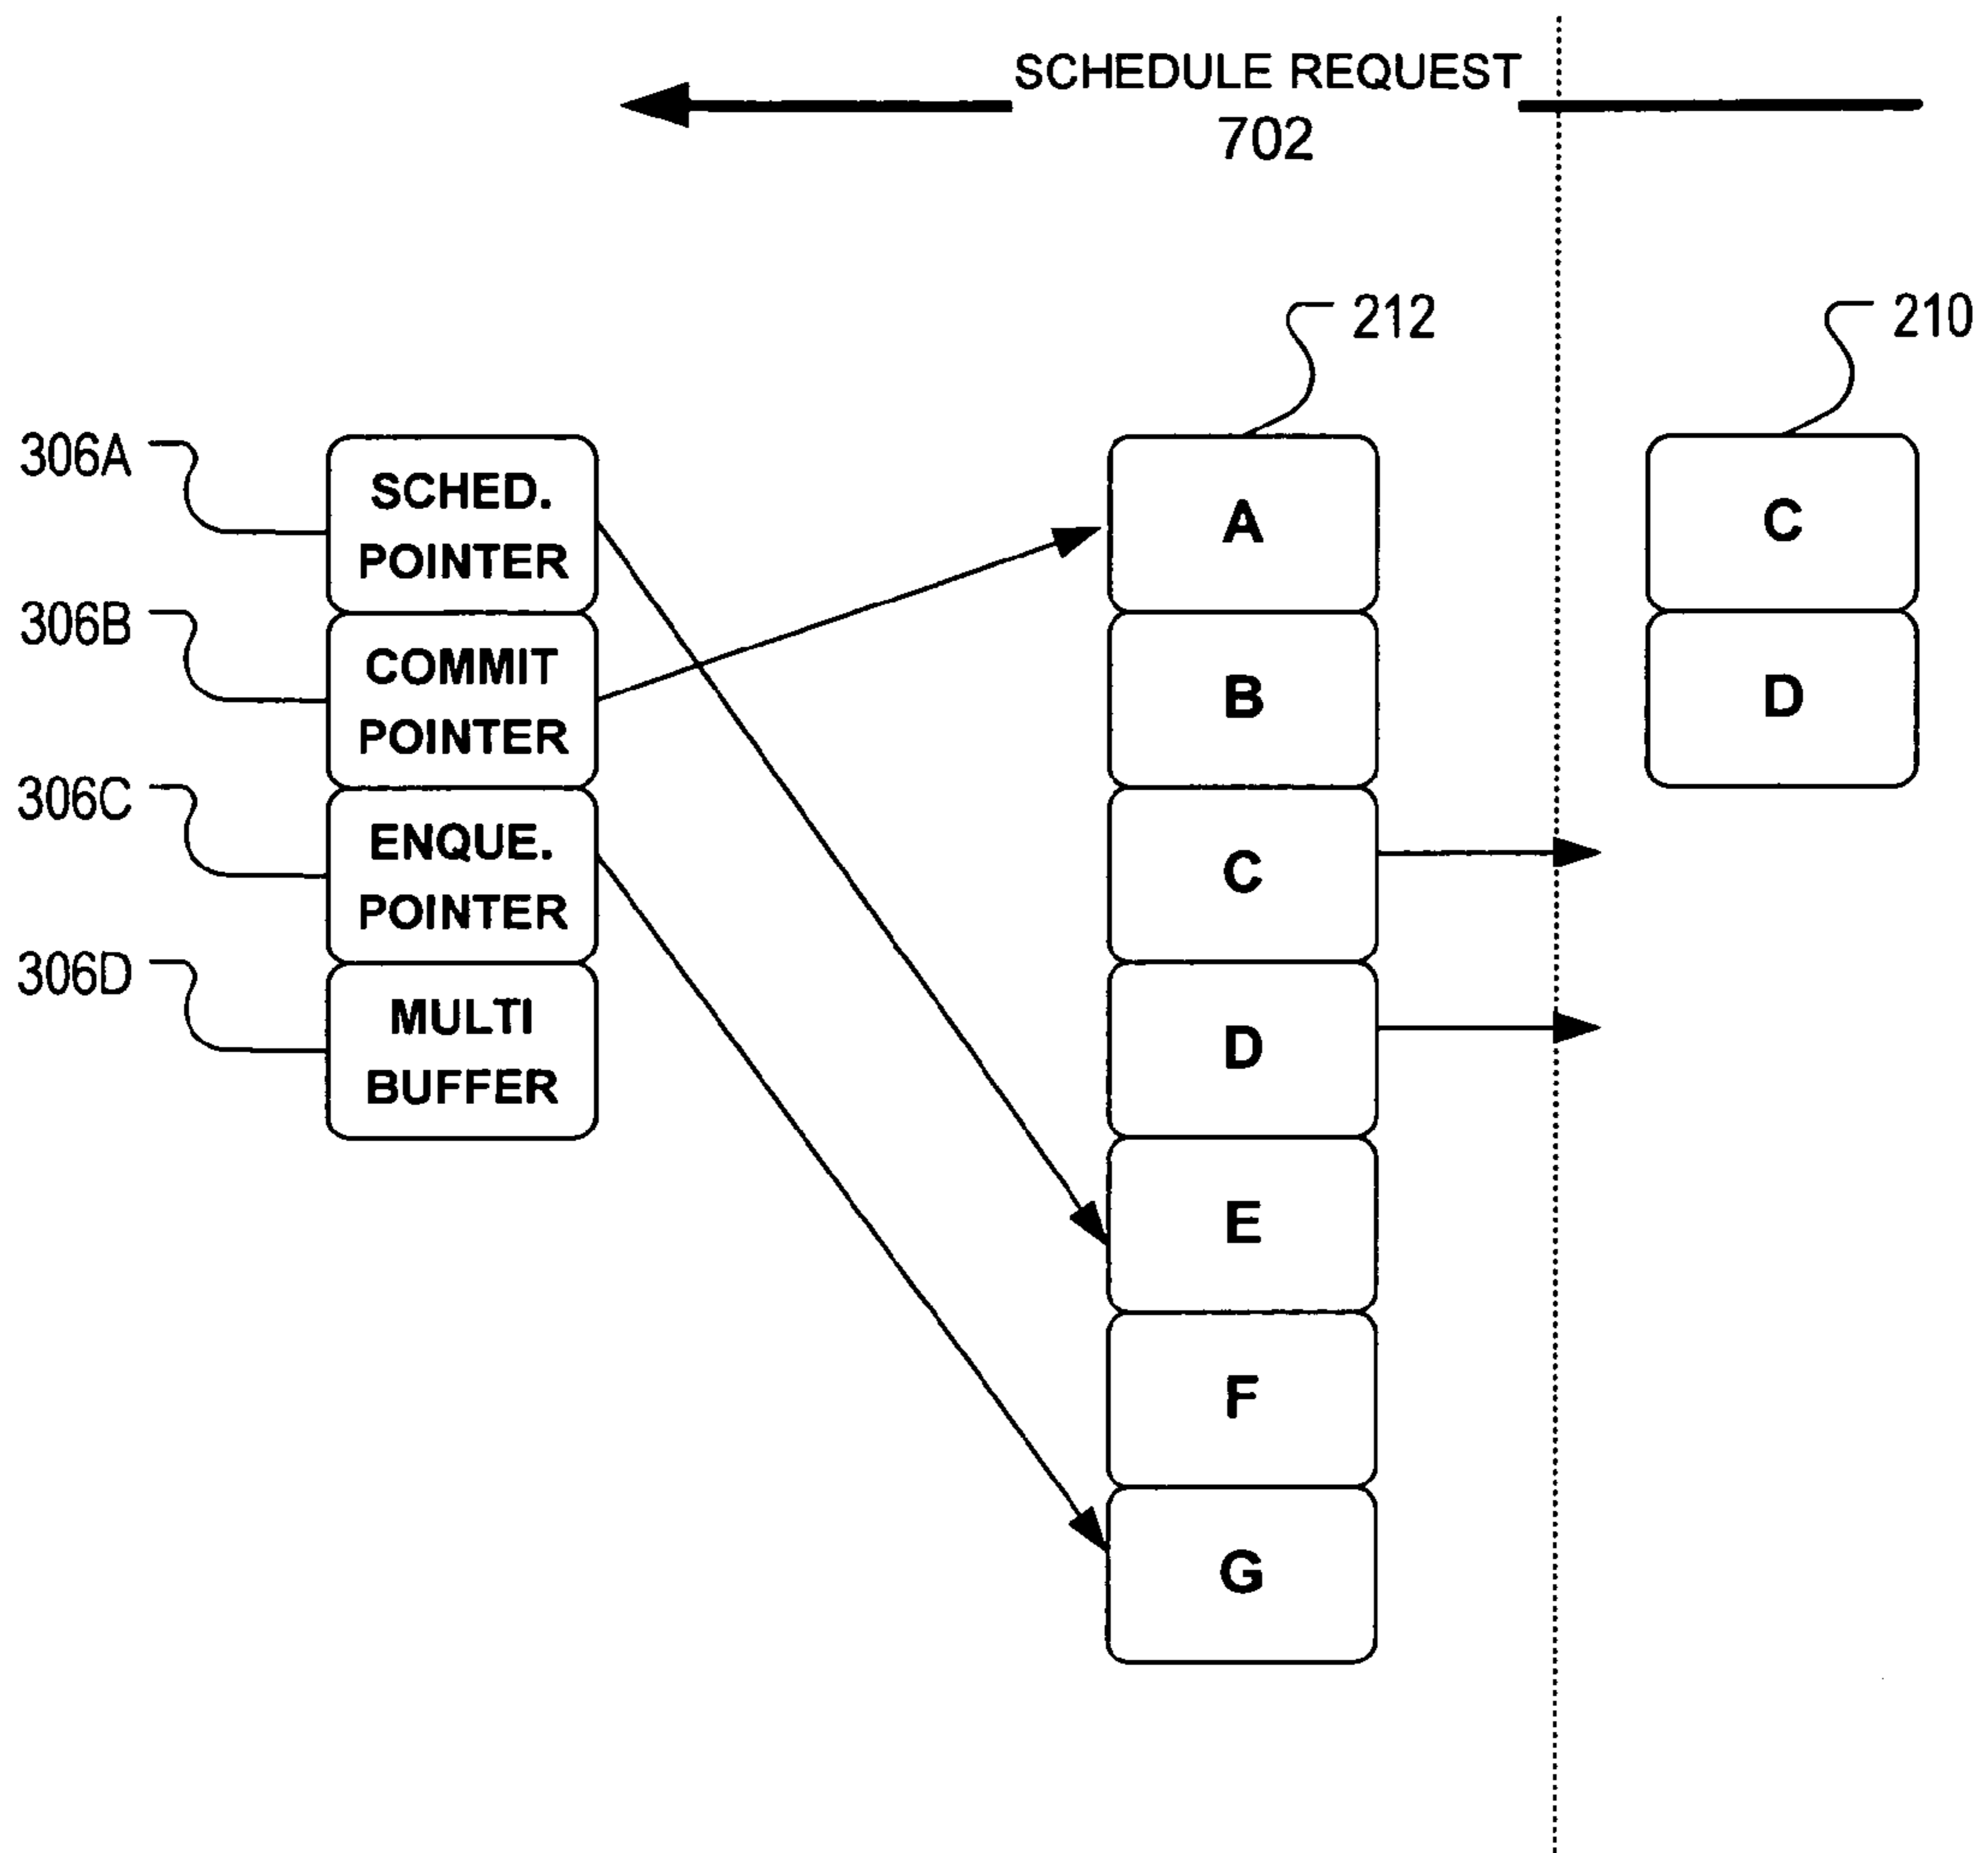 SCHEDULE REQUEST
702
212
210
306A
SCHED.
POINTER
A
C
306B
COMMIT
POINTER
B
D
306C
ENQUE.
POINTER
C
306D
MULTI
BUFFER
D
E
F
G